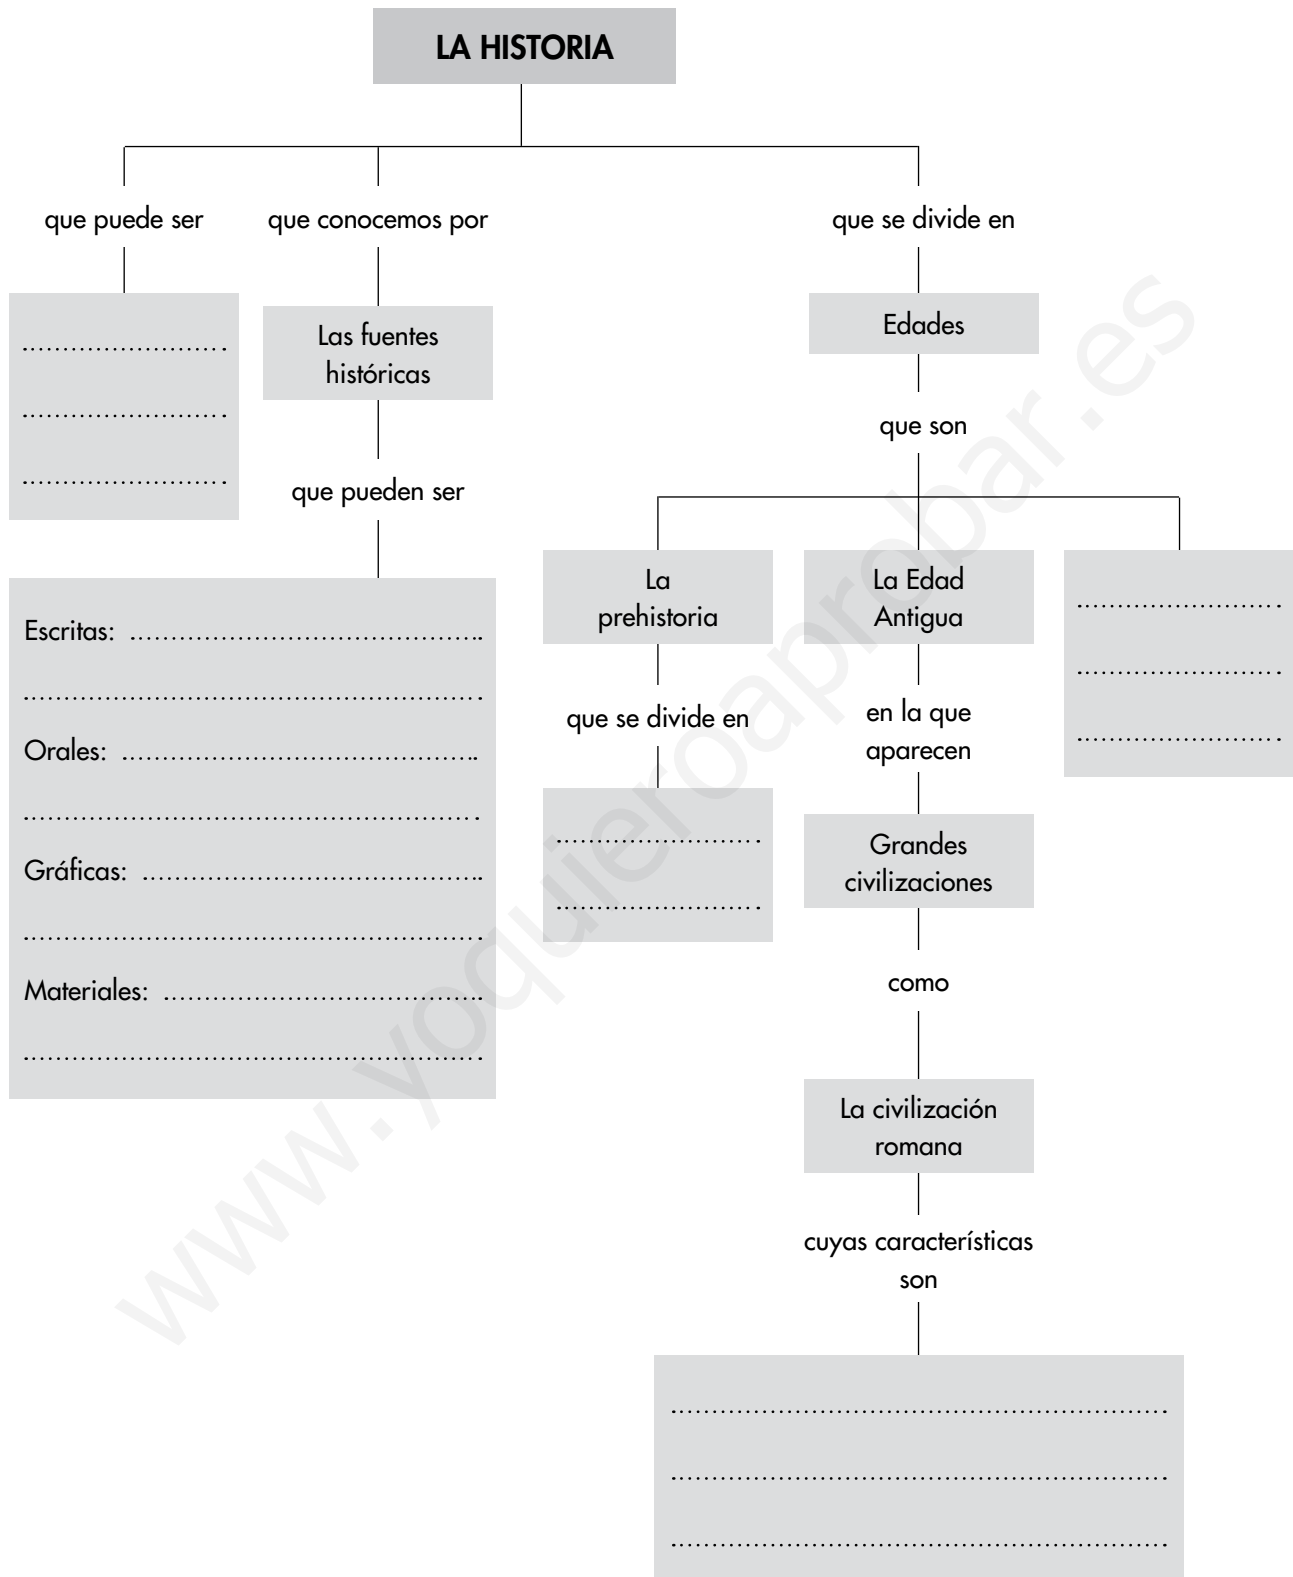 LA HISTORIA
que puede ser
que conocemos por
que se divide en
Las fuentes
históricas
Edades
que pueden ser
que son
Escritas:
Orales:
Gráficas:
Materiales:
La
prehistoria
La Edad
Antigua
que se divide en
en la que
aparecen
Grandes
civilizaciones
como
La civilización
romana
cuyas características
son
www.yoquieroaprobar.es